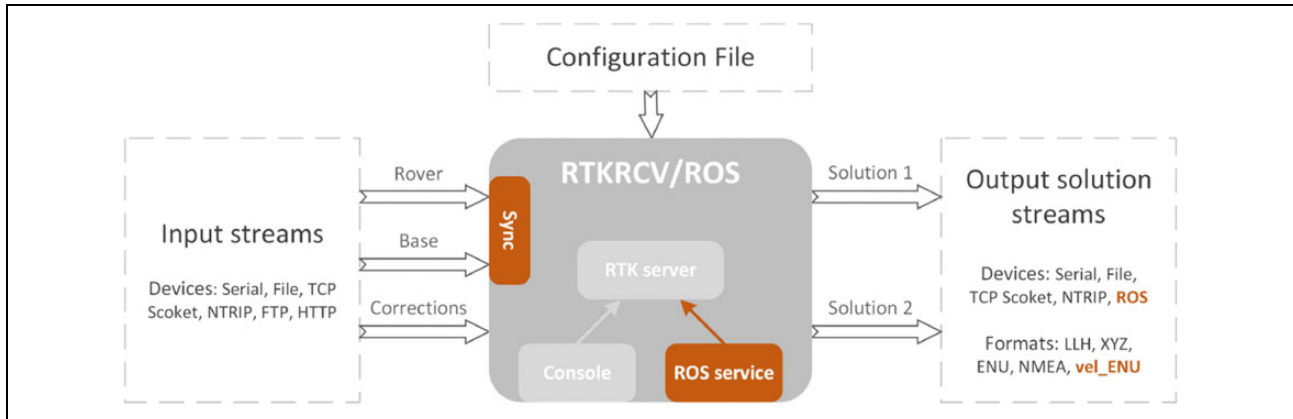 Configuration File
Input streams
Devices: Serial, File, TCP
Scoket, NTRIP, FTP, HTTP
Rover
Base
Corrections
RTKRCV/ROS
Sync
RTK server
Console
ROS service
Solution 1
Solution 2
Output solution
streams
Devices: Serial, File,
TCP Scoket, NTRIP, ROS
Formats: LLH, XYZ,
ENU, NMEA, vel_ENU